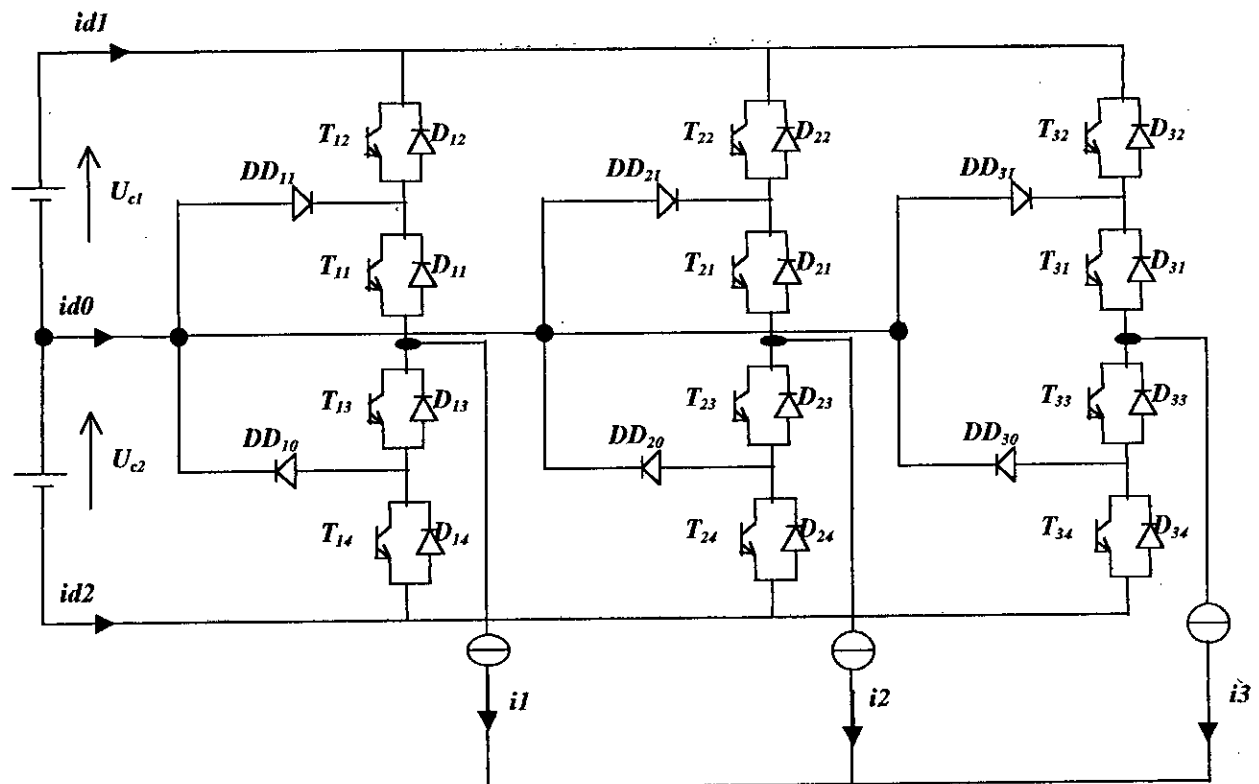 id1
T12 D12
T22 D22
T32 D32
DD11
DD21
DD31
Uc1
T11 D11
T21 D21
T31 D31
id0
T13 D13
T23 D23
T33 D33
DD10
DD20
DD30
Uc2
T14 D14
T24 D24
T34 D34
id2
i1
i2
i3